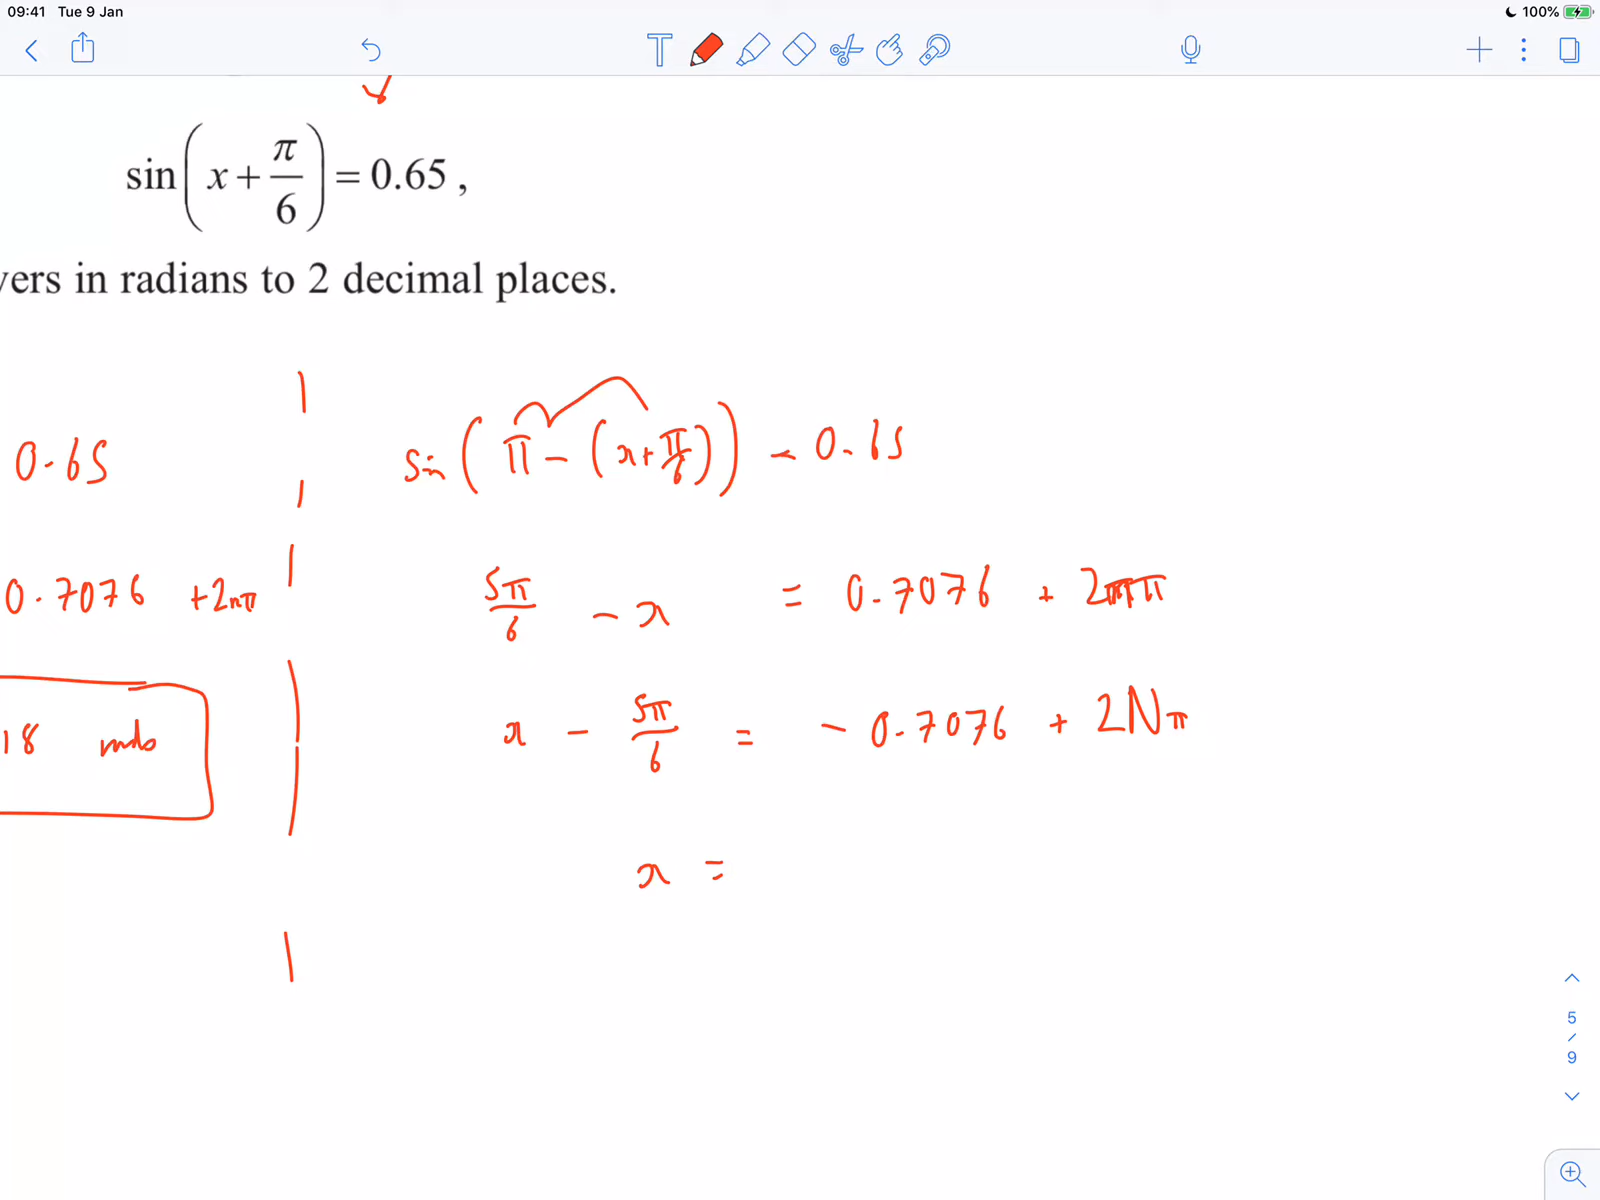 09:41 Tue 9 Jan 100%
T
sin(x + π/6) = 0.65 ,
ers in radians to 2 decimal places.
0.65
sin(π - (x + π/6)) = 0.65
0.7076 + 2nπ
5π/6 - x = 0.7076 + 2mπ
18 rads
x - 5π/6 = - 0.7076 + 2Nπ
x =
5
/
9